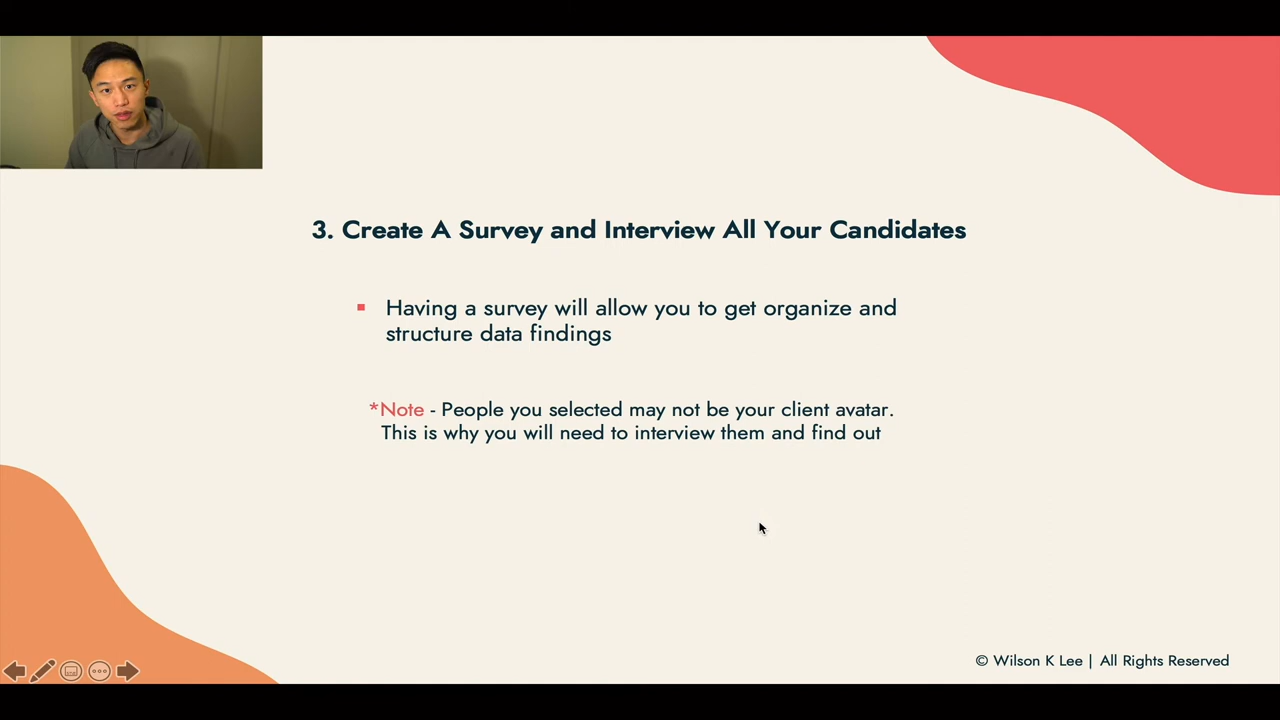 3. Create A Survey and Interview All Your Candidates
Having a survey will allow you to get organize and
structure data findings
*Note - People you selected may not be your client avatar.
This is why you will need to interview them and find out
© Wilson K Lee | All Rights Reserved